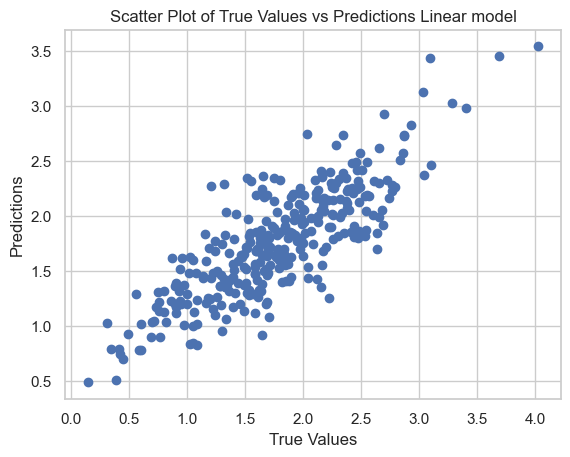 Scatter Plot of True Values vs Predictions Linear model
3.5
3.0
2.5
2.0
1.5
1.0
0.5
Predictions
0.0 0.5 1.0 1.5 2.0 2.5 3.0 3.5 4.0
True Values